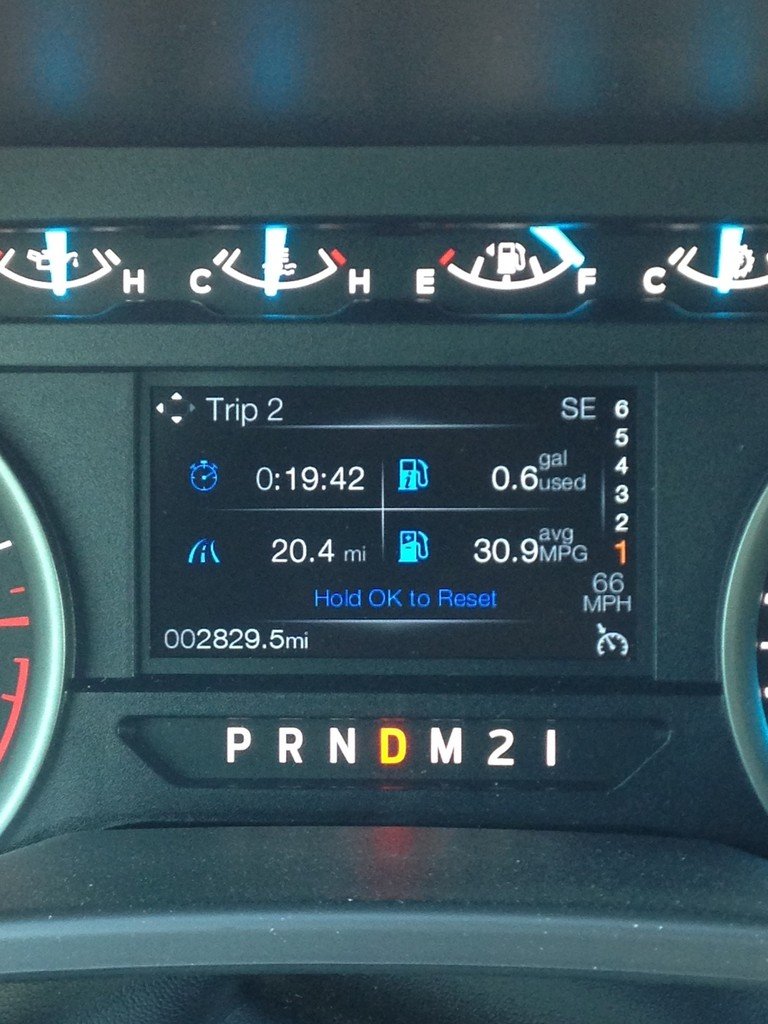 H C H E F C
Trip 2 SE 6
5
0:19:42 0.6 gal used 4
3
2
20.4 mi 30.9 avg MPG 1
Hold OK to Reset 66 MPH
002829.5mi
P R N D M 2 1